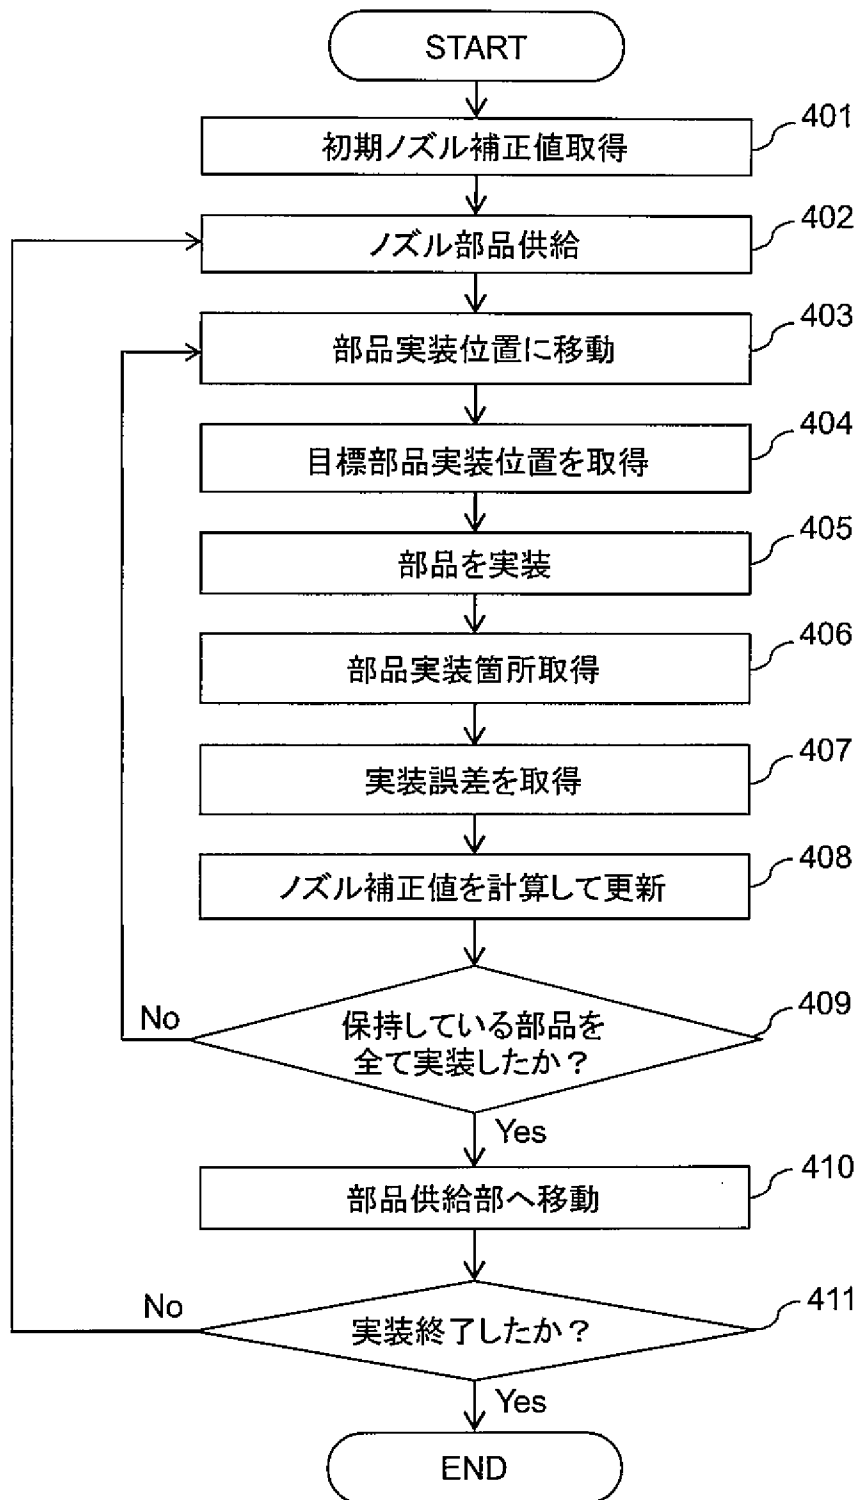 START
401
初期ノズル補正値取得
402
ノズル部品供給
403
部品実装位置に移動
404
目標部品実装位置を取得
405
部品を実装
406
部品実装箇所取得
407
実装誤差を取得
408
ノズル補正値を計算して更新
409
No
保持している部品を
全て実装したか？
Yes
410
部品供給部へ移動
411
No
実装終了したか？
Yes
END